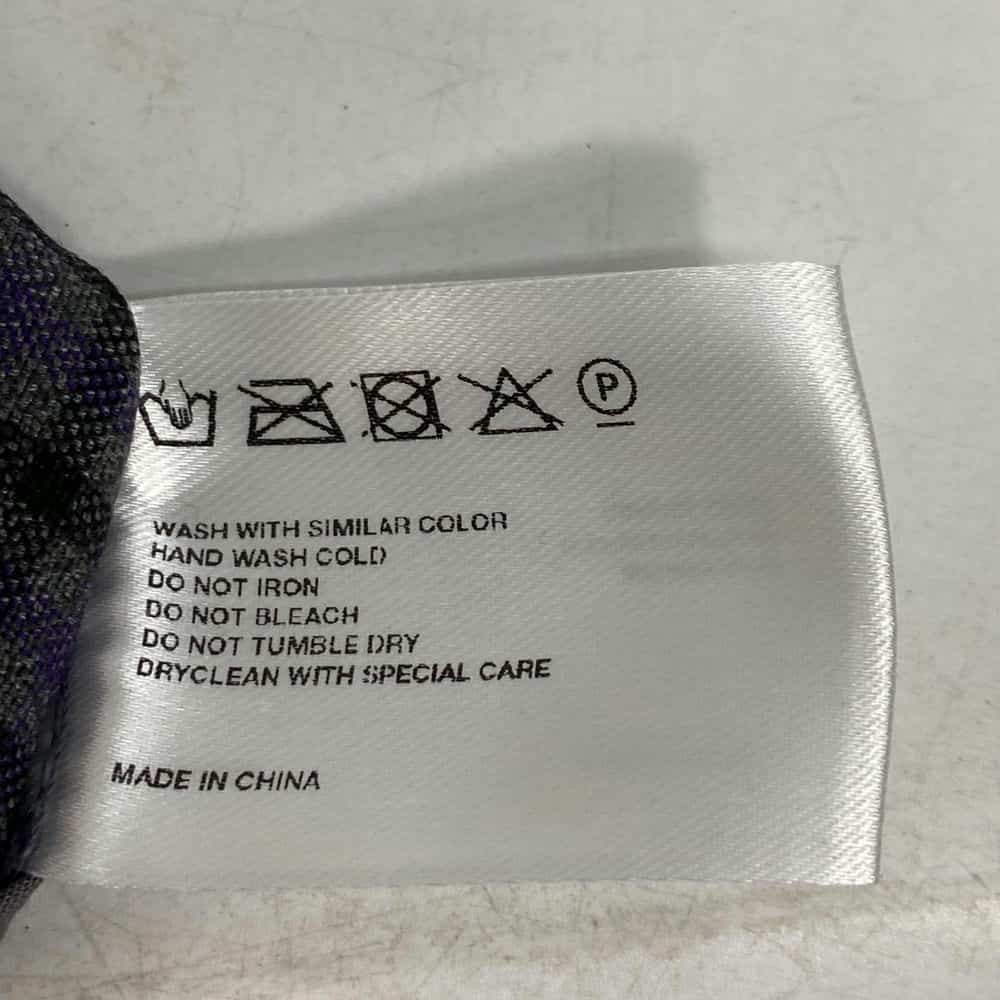 P
WASH WITH SIMILAR COLOR
HAND WASH COLD
DO NOT IRON
DO NOT BLEACH
DO NOT TUMBLE DRY
DRYCLEAN WITH SPECIAL CARE
MADE IN CHINA